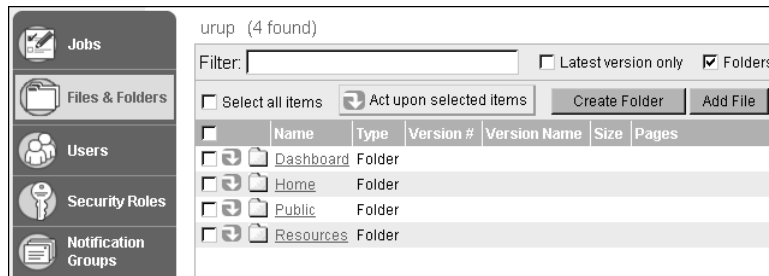 Jobs
Files & Folders
Users
Security Roles
Notification
Groups
urup (4 found)
Filter:
Latest version only
Folders
Select all items
Act upon selected items
Create Folder
Add File
Name Type Version # Version Name Size Pages
Dashboard Folder
Home Folder
Public Folder
Resources Folder